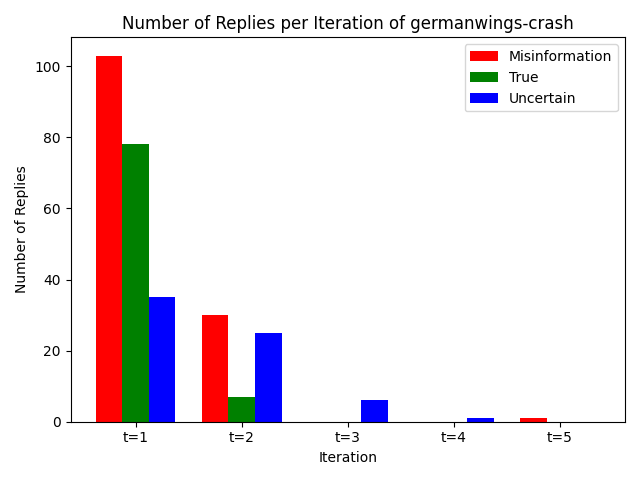 Number of Replies per Iteration of germanwings-crash
Misinformation
True
Uncertain
Number of Replies
100
80
60
40
20
0
t=1
t=2
t=3
t=4
t=5
Iteration